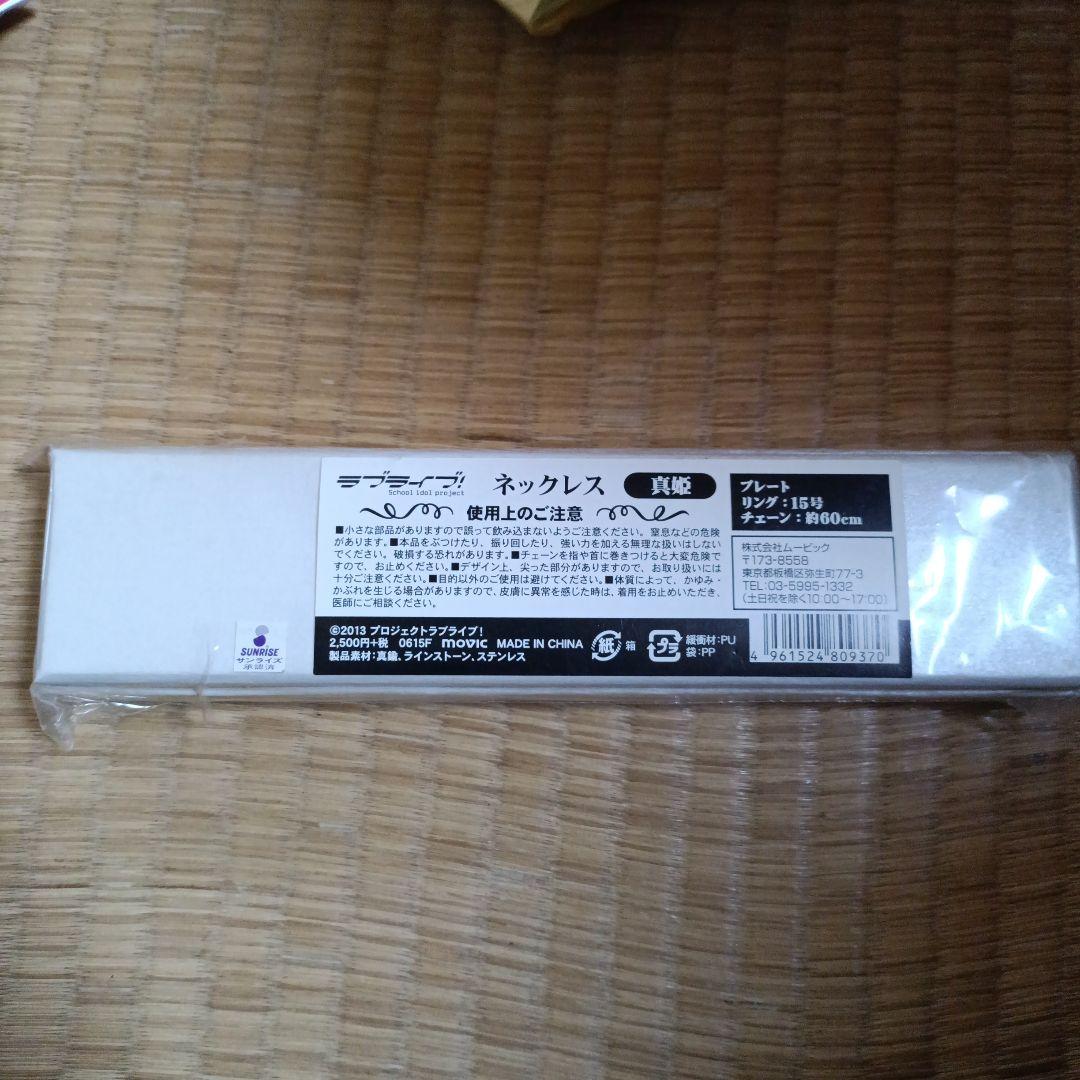 ラブライブ!
School idol project
ネックレス
真姫
使用上のご注意
■小さな部品がありますので誤って飲み込まないようご注意ください。窒息などの危険
があります。■本品をぶつけたり、振り回したり、強い力を加える無理な扱いはしない
でください。破損する恐れがあります。■チェーンを指や首に巻きつけると大変危険で
すので、お止めください。■デザイン上、尖った部分がありますので、お取り扱いには
十分ご注意ください。■目的以外のご使用は避けてください。■体質によって、かゆみ・
かぶれを生じる場合がありますので、皮膚に異常を感じた時は、着用をお止めいただき、
医師にご相談ください。
プレート
リング:15号
チェーン:約60cm
株式会社ムービック
〒173-8558
東京都板橋区弥生町77-3
TEL:03-5995-1332
(土日祝を除く10:00〜17:00)
©2013 プロジェクトラブライブ!
2,500円+税 0615F movic MADE IN CHINA
製品素材:真鍮、ラインストーン、ステンレス
紙 箱
プラ
緩衝材:PU
袋:PP
4 961524 809370
SUNRISE
サンライズ
承認済